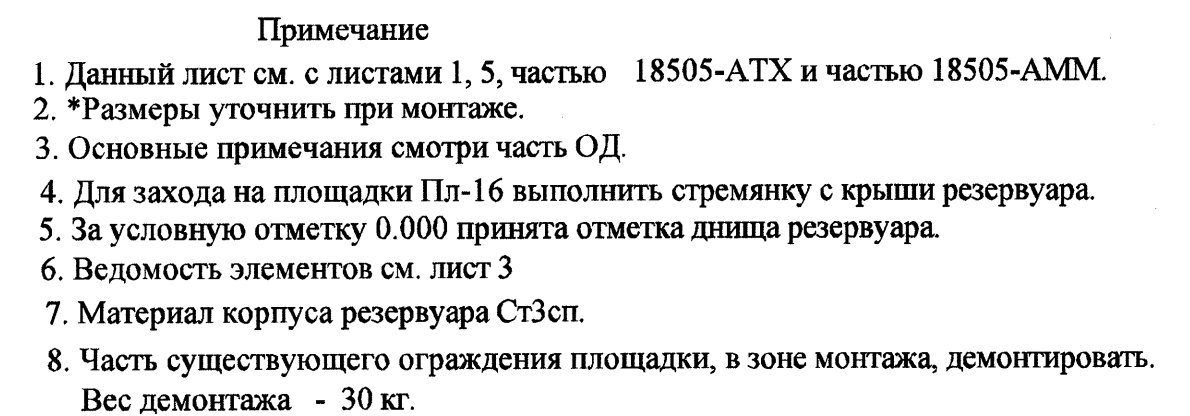 Примечание
1. Данный лист см. с листами 1, 5, частью 18505-АТХ и частью 18505-АММ.
2. *Размеры уточнить при монтаже.
3. Основные примечания смотри часть ОД.
4. Для захода на площадки Пл-16 выполнить стремянку с крыши резервуара.
5. За условную отметку 0.000 принята отметка днища резервуара.
6. Ведомость элементов см. лист 3
7. Материал корпуса резервуара Ст3сп.
8. Часть существующего ограждения площадки, в зоне монтажа, демонтировать.
Вес демонтажа - 30 кг.